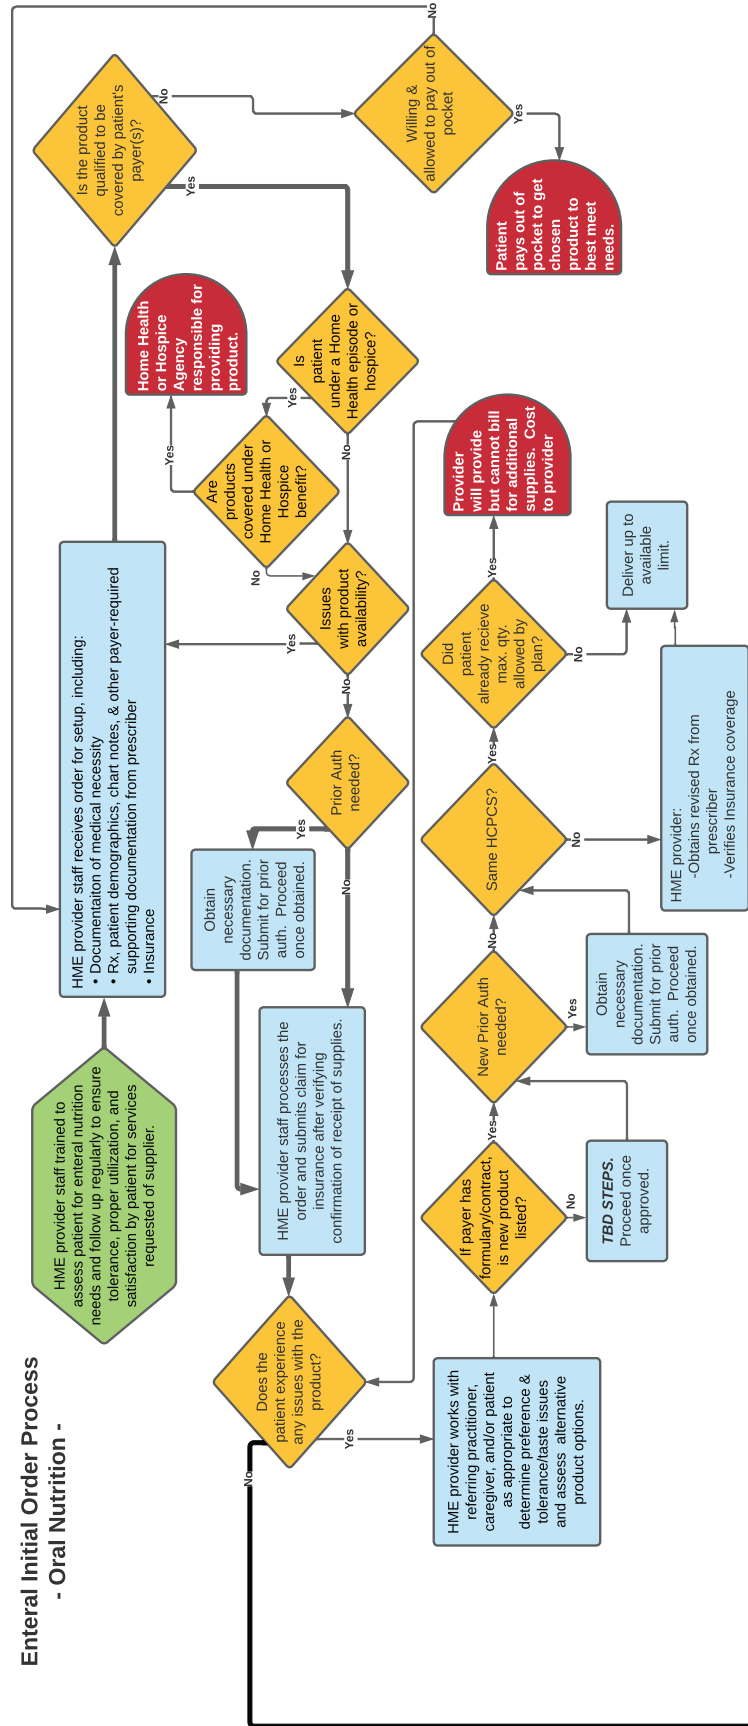 Enteral Initial Order Process
- Oral Nutrition -
HME provider staff trained to
assess patient for enteral nutrition
needs and follow up regularly to ensure
tolerance, proper utilization, and
satisfaction by patient for services
requested of supplier.
HME provider staff receives order for setup, including:
• Documentaiton of medical necessity
• Rx, patient demographics, chart notes, & other payer-required
supporting documentation from prescriber
• Insurance
Is the product
qualified to be
covered by patient's
payer(s)?
No
Yes
Willing &
allowed to pay out of
pocket
No
Yes
Patient
pays out of
pocket to get
chosen
product to
best meet
needs.
Is
patient
under a Home
Health episode or
hospice?
Yes
No
Are
products
covered under
Home Health or
Hospice
benefit?
Yes
No
Home Health
or Hospice
Agency
responsible for
providing
product.
Issues
with product
availability?
Yes
No
Prior Auth
needed?
Yes
No
Obtain
necessary
documentation.
Submit for prior
auth.  Proceed
once obtained.
HME provider staff processes the
order and submits claim for
insurance after verifying
confirmation of receipt of supplies.
Does the
patient experience
any issues with the
product?
No
Yes
HME provider works with
referring practitioner,
caregiver, and/or patient
as appropriate to
determine preference &
tolerance/taste issues
and assess  alternative
product options.
If payer has
formulary/contract,
is new product
listed?
Yes
No
TBD STEPS.
Proceed once
approved.
New Prior Auth
needed?
No
Yes
Obtain
necessary
documentation.
Submit for prior
auth.  Proceed
once obtained.
Same HCPCS?
Yes
No
HME provider:
-Obtains revised Rx from
prescriber
-Verifies Insurance coverage
Did
patient
already recieve
max. qty.
allowed by
plan?
Yes
No
Deliver up to
available
limit.
Provider
will provide
but cannot bill
for additional
supplies.  Cost
to provider